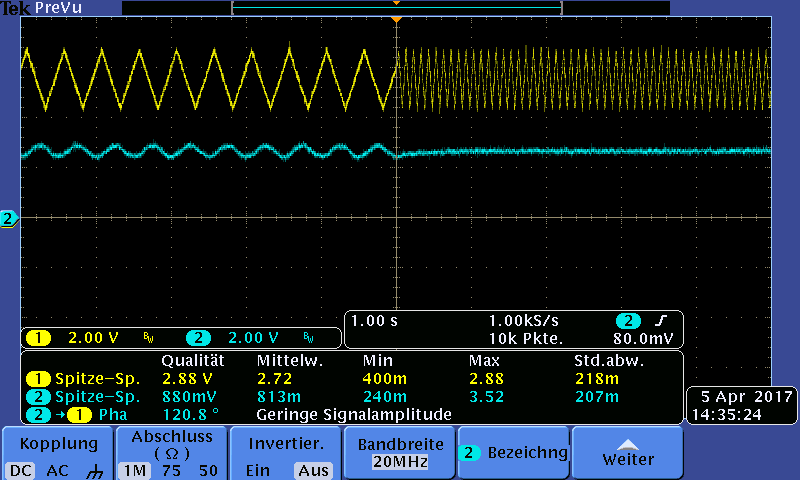 Tek PreVu
2
1 2.00 V BW 2 2.00 V BW
1.00 s 1.00kS/s 2
10k Pkte. 80.0mV
Qualität Mittelw. Min Max Std.abw.
1 Spitze-Sp. 2.88 V 2.72 400m 2.88 218m
2 Spitze-Sp. 880mV 813m 240m 3.52 207m
2 → 1 Pha 120.8 ° Geringe Signalamplitude
5 Apr 2017
14:35:24
Kopplung
DC AC
Abschluss
( Ω )
1M 75 50
Invertier.
Ein Aus
Bandbreite
20MHz
2 Bezeichng
Weiter